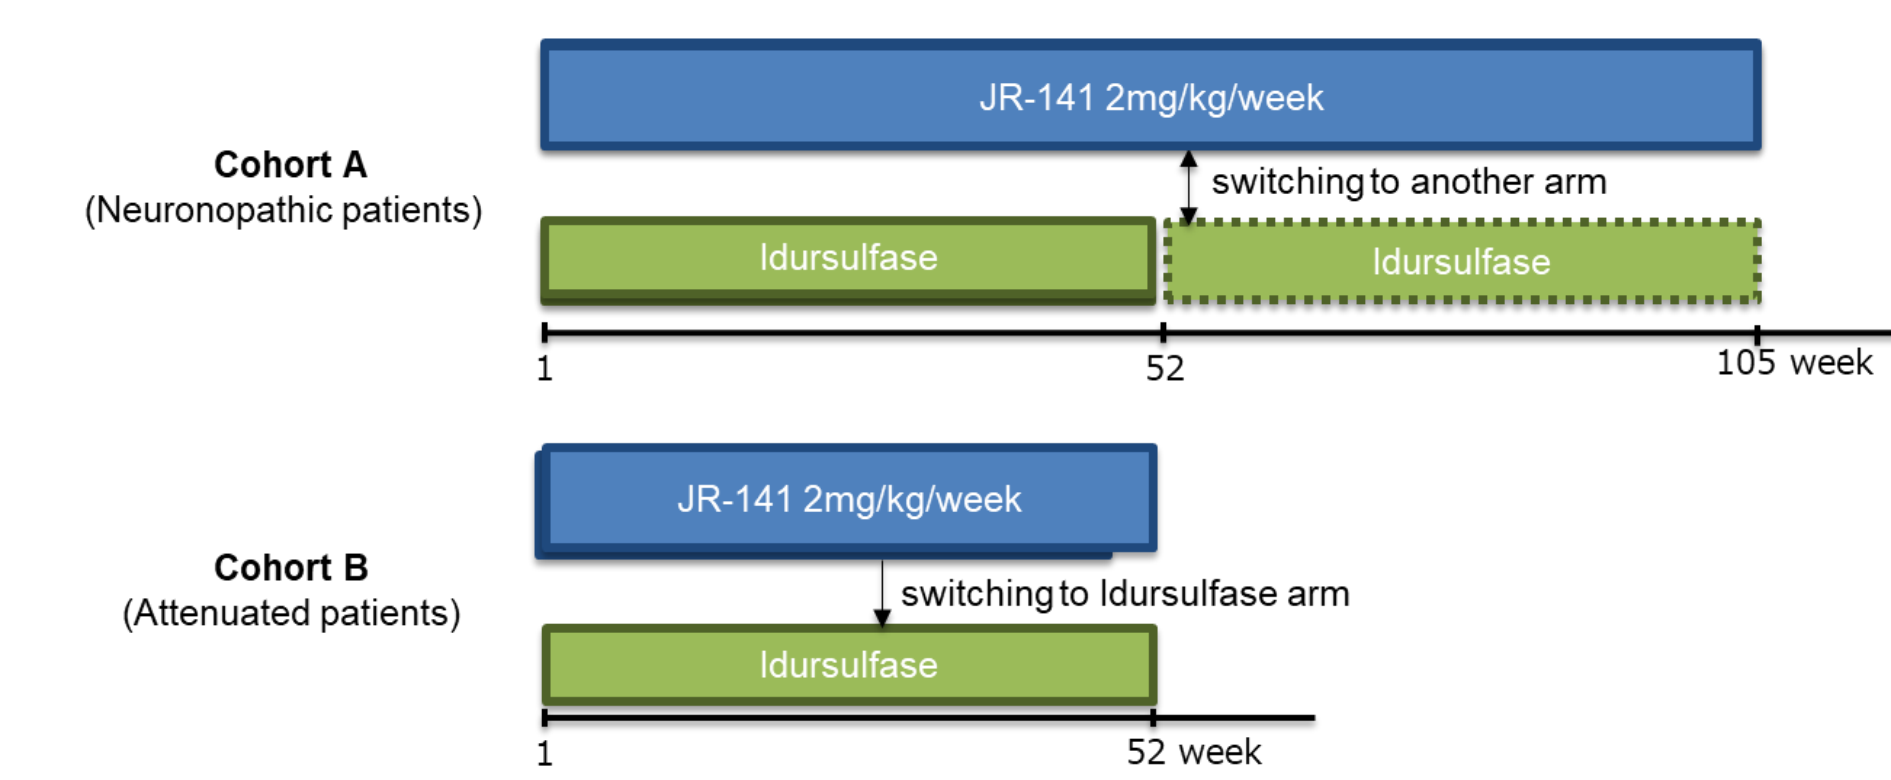 JR-141 2mg/kg/week
Cohort A
(Neuronopathic patients)
switching to another arm
Idursulfase
Idursulfase
1
52
105 week
JR-141 2mg/kg/week
Cohort B
(Attenuated patients)
switching to Idursulfase arm
Idursulfase
1
52 week